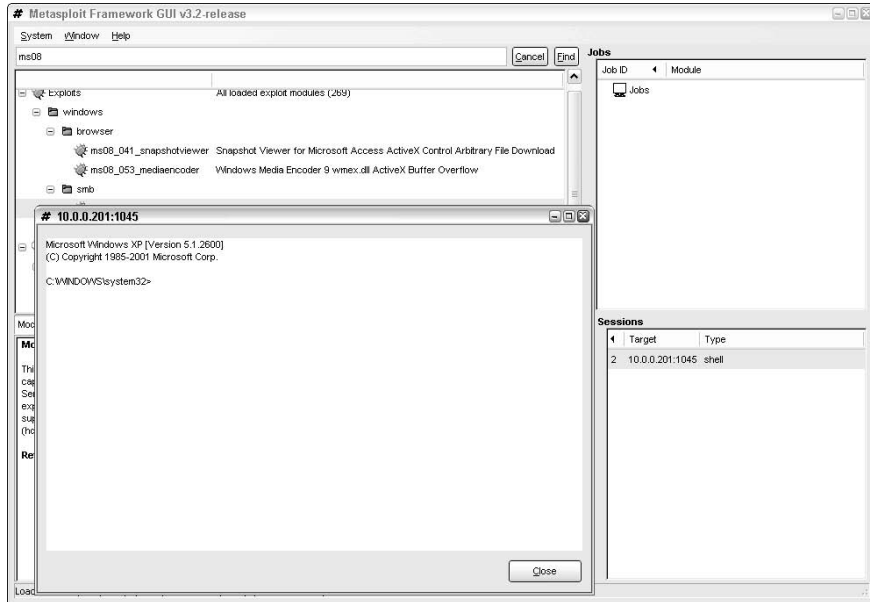 # Metasploit Framework GUI v3.2-release
System Window Help
ms08
Cancel Find
Exploits All loaded exploit modules (269)
windows
browser
ms08_041_snapshotviewer Snapshot Viewer for Microsoft Access ActiveX Control Arbitrary File Download
ms08_053_mediaencoder Windows Media Encoder 9 wmex.dll ActiveX Buffer Overflow
smb
Jobs
Job ID Module
Jobs
# 10.0.0.201:1045
Microsoft Windows XP [Version 5.1.2600]
(C) Copyright 1985-2001 Microsoft Corp.
C:\WINDOWS\system32>
Close
Sessions
Target Type
2 10.0.0.201:1045 shell